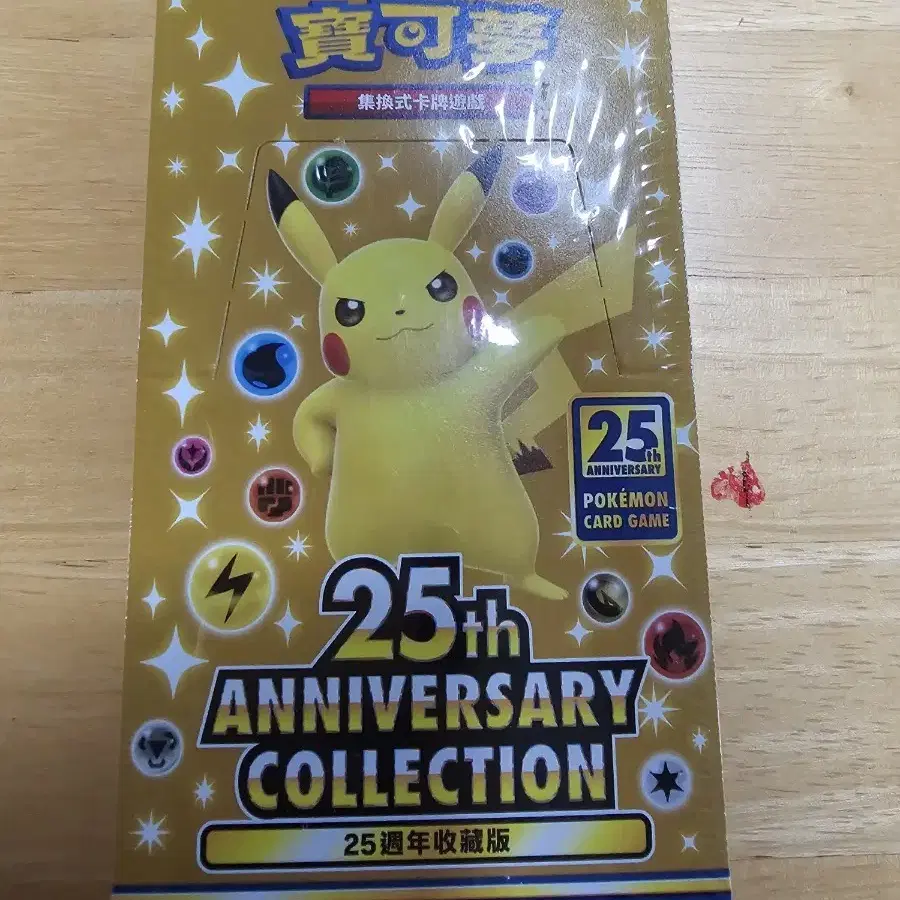 寶可夢
集換式卡牌遊戲
25th
ANNIVERSARY
POKÉMON
CARD GAME
25th
ANNIVERSARY
COLLECTION
25週年收藏版